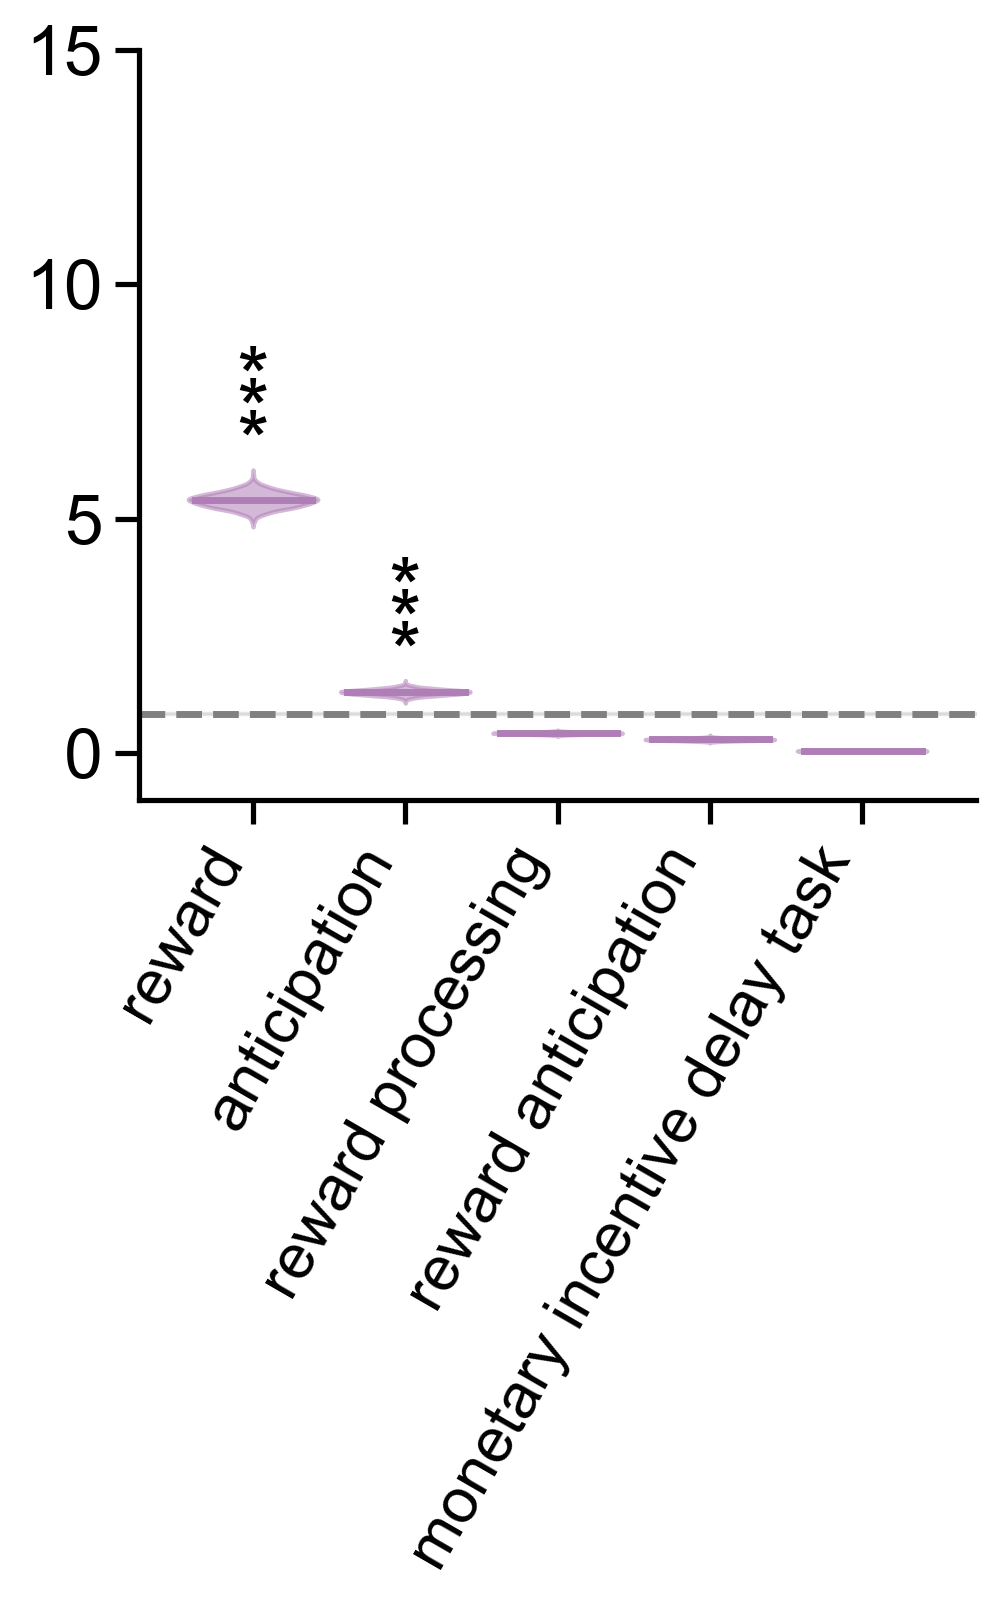 15
10
5
0
***
***
reward
anticipation
reward processing
reward anticipation
monetary incentive delay task